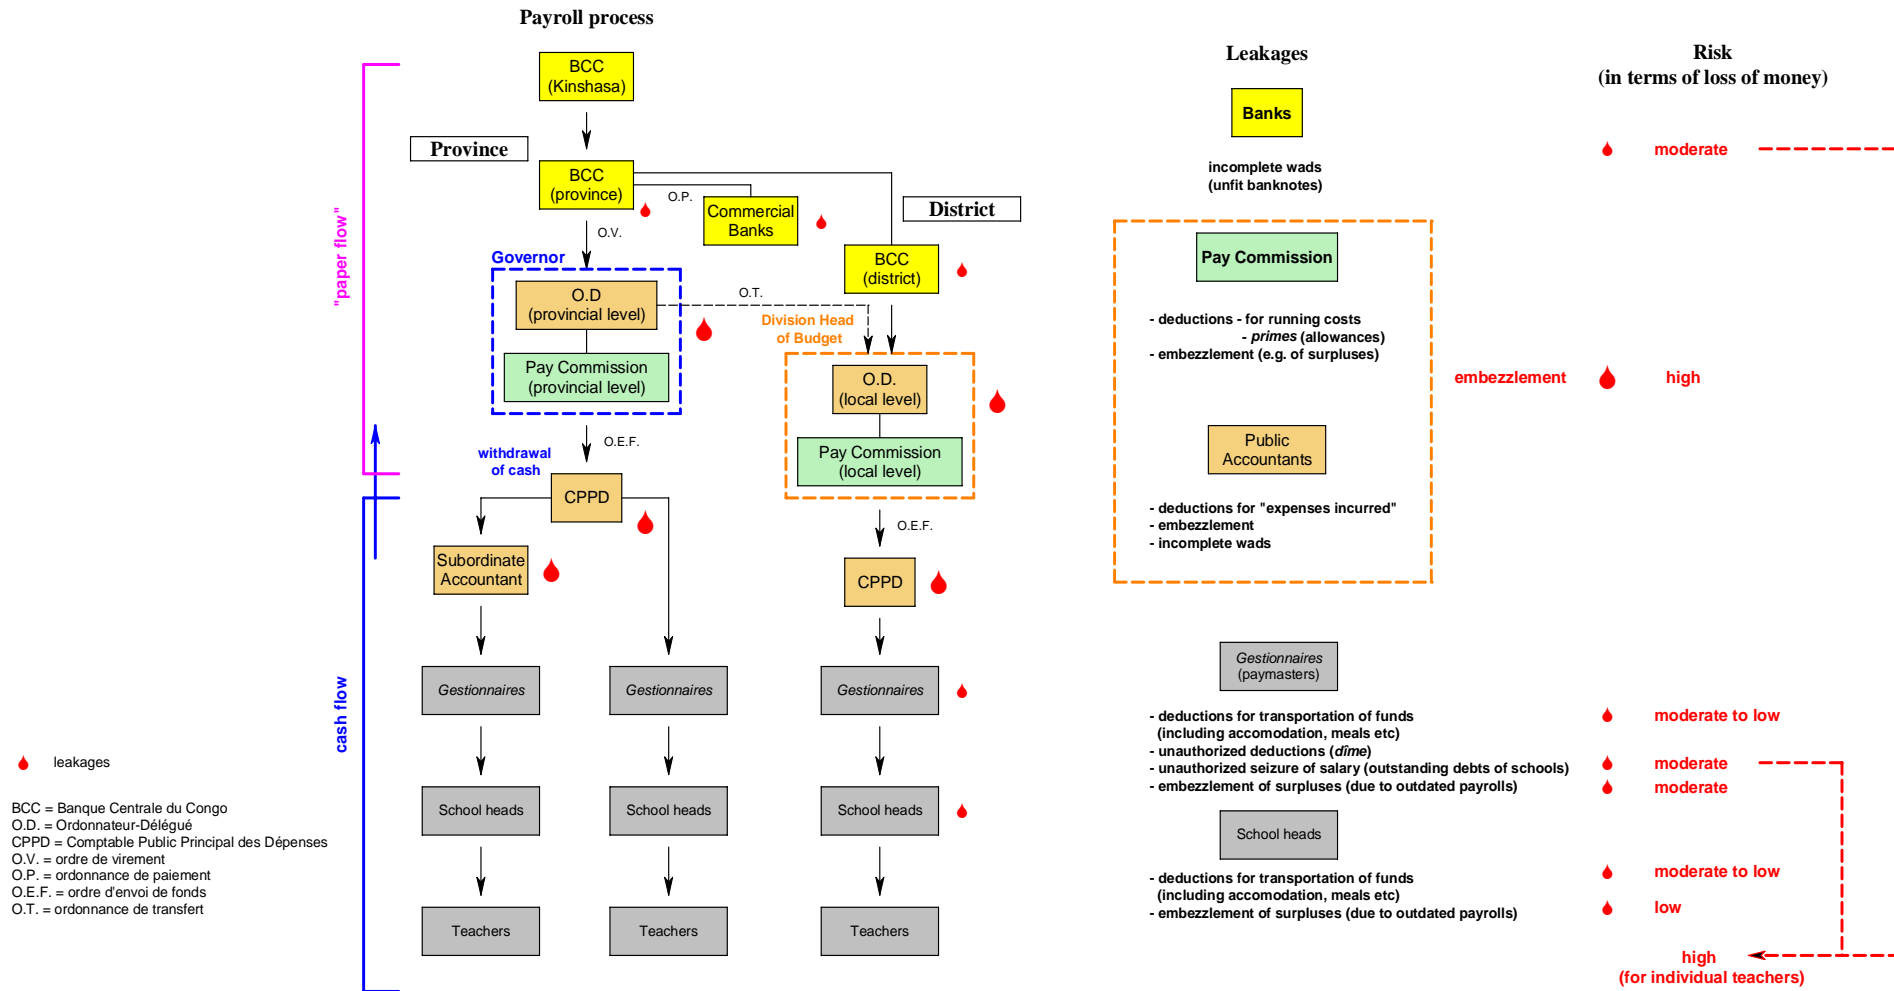 Payroll process
BCC
(Kinshasa)
Province
BCC
(province)
O.P.
Commercial
Banks
District
O.V.
BCC
(district)
Governor
O.D
(provincial level)
O.T.
Division Head
of Budget
Pay Commission
(provincial level)
O.D.
(local level)
Pay Commission
(local level)
O.E.F.
withdrawal
of cash
CPPD
O.E.F.
Subordinate
Accountant
CPPD
Gestionnaires
Gestionnaires
Gestionnaires
School heads
School heads
School heads
Teachers
Teachers
Teachers
"paper flow"
cash flow
leakages
BCC = Banque Centrale du Congo
O.D. = Ordonnateur-Délégué
CPPD = Comptable Public Principal des Dépenses
O.V. = ordre de virement
O.P. = ordonnance de paiement
O.E.F. = ordre d'envoi de fonds
O.T. = ordonnance de transfert
Leakages
Banks
incomplete wads
(unfit banknotes)
Pay Commission
- deductions - for running costs
- primes (allowances)
- embezzlement (e.g. of surpluses)
Public
Accountants
- deductions for "expenses incurred"
- embezzlement
- incomplete wads
Gestionnaires
(paymasters)
- deductions for transportation of funds
(including accomodation, meals etc)
- unauthorized deductions (dîme)
- unauthorized seizure of salary (outstanding debts of schools)
- embezzlement of surpluses (due to outdated payrolls)
School heads
- deductions for transportation of funds
(including accomodation, meals etc)
- embezzlement of surpluses (due to outdated payrolls)
Risk
(in terms of loss of money)
moderate
embezzlement
high
moderate to low
moderate
moderate
moderate to low
low
high
(for individual teachers)